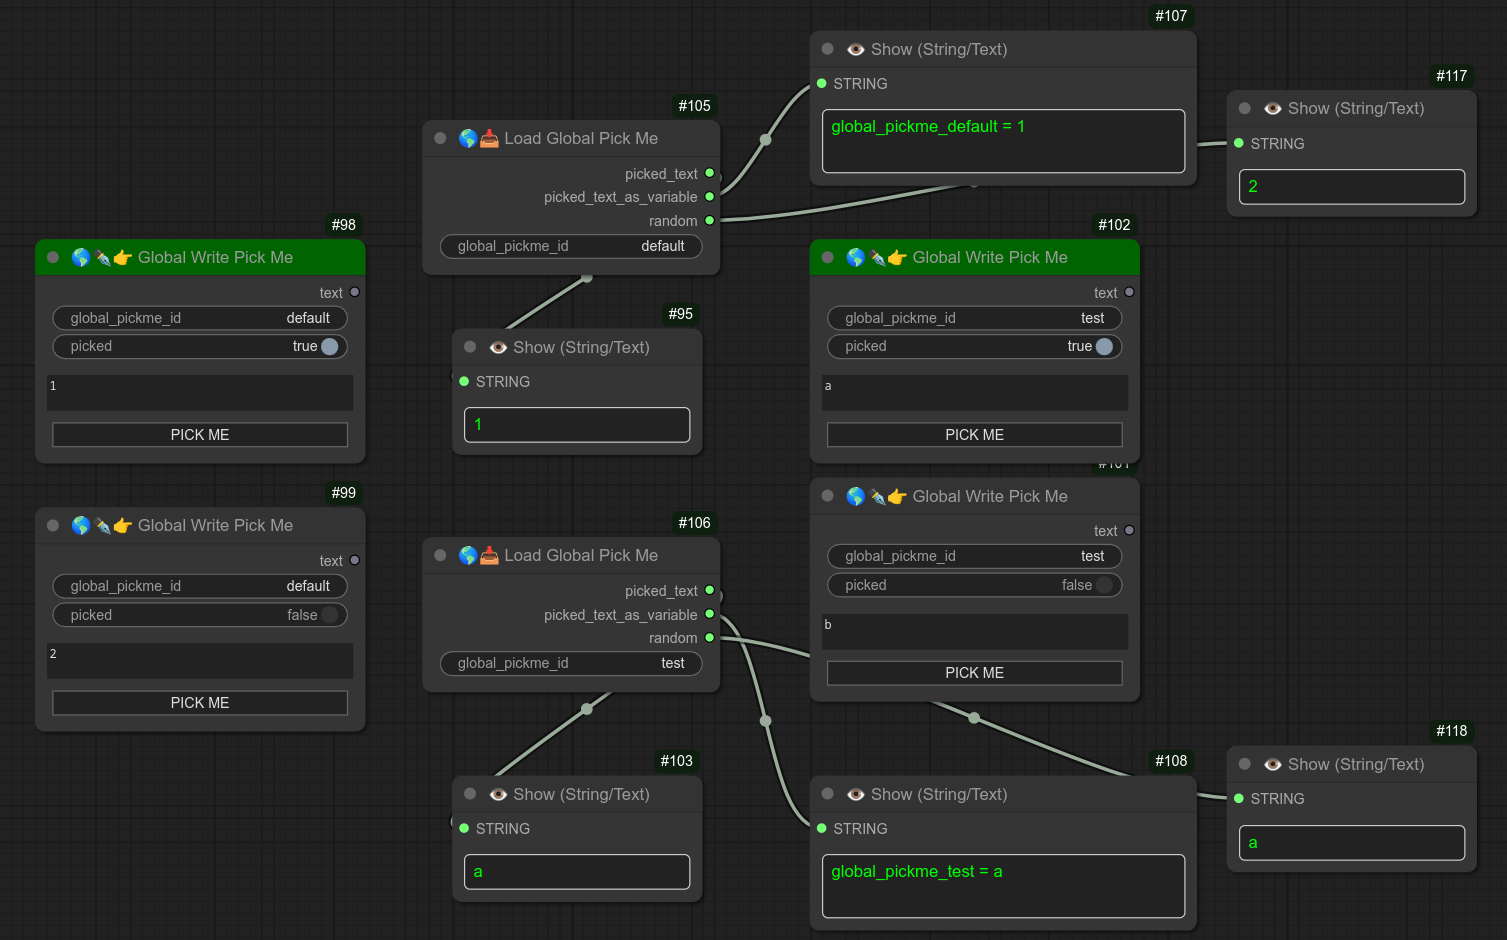 #107
Show (String/Text)
STRING
global_pickme_default = 1
#117
Show (String/Text)
STRING
2
#105
Load Global Pick Me
picked_text
picked_text_as_variable
random
global_pickme_id default
#98
Global Write Pick Me
text
global_pickme_id default
picked true
1
PICK ME
#95
Show (String/Text)
STRING
1
#102
Global Write Pick Me
text
global_pickme_id test
picked true
a
PICK ME
#99
Global Write Pick Me
text
global_pickme_id default
picked false
2
PICK ME
#106
Load Global Pick Me
picked_text
picked_text_as_variable
random
global_pickme_id test
#101
Global Write Pick Me
text
global_pickme_id test
picked false
b
PICK ME
#103
Show (String/Text)
STRING
a
#108
Show (String/Text)
STRING
global_pickme_test = a
#118
Show (String/Text)
STRING
a